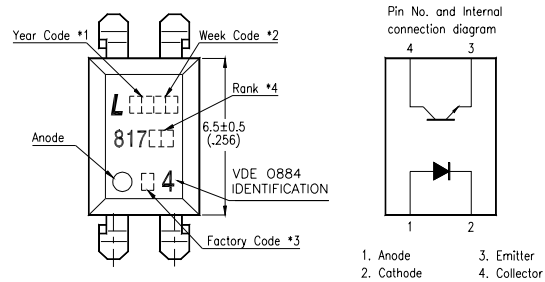 Year Code *1
Week Code *2
L
Rank *4
817
6.5±0.5
(.256)
Anode
4
VDE 0884
IDENTIFICATION
Factory Code *3
Pin No. and Internal
connection diagram
4 3
1 2
1. Anode 3. Emitter
2. Cathode 4. Collector